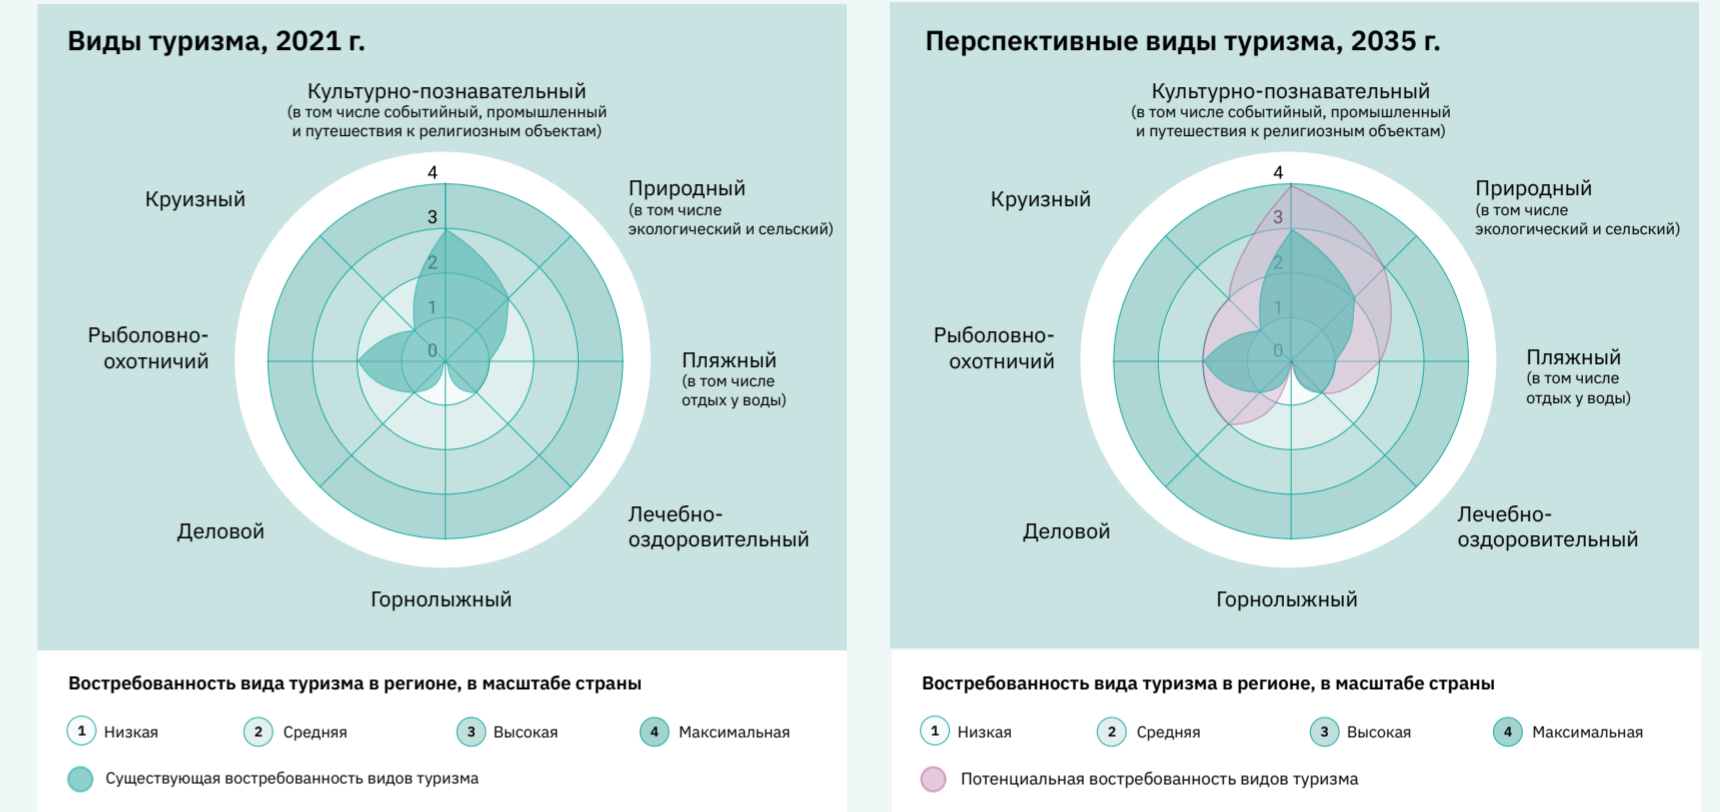 Виды туризма, 2021 г.
Культурно-познавательный
(в том числе событийный, промышленный
и путешествия к религиозным объектам)
4
3
2
1
0
Круизный
Природный
(в том числе
экологический и сельский)
Рыболовно-
охотничий
Пляжный
(в том числе
отдых у воды)
Деловой
Лечебно-
оздоровительный
Горнолыжный
Востребованность вида туризма в регионе, в масштабе страны
1 Низкая
2 Средняя
3 Высокая
4 Максимальная
Существующая востребованность видов туризма
Перспективные виды туризма, 2035 г.
Культурно-познавательный
(в том числе событийный, промышленный
и путешествия к религиозным объектам)
4
3
2
1
0
Круизный
Природный
(в том числе
экологический и сельский)
Рыболовно-
охотничий
Пляжный
(в том числе
отдых у воды)
Деловой
Лечебно-
оздоровительный
Горнолыжный
Востребованность вида туризма в регионе, в масштабе страны
1 Низкая
2 Средняя
3 Высокая
4 Максимальная
Потенциальная востребованность видов туризма